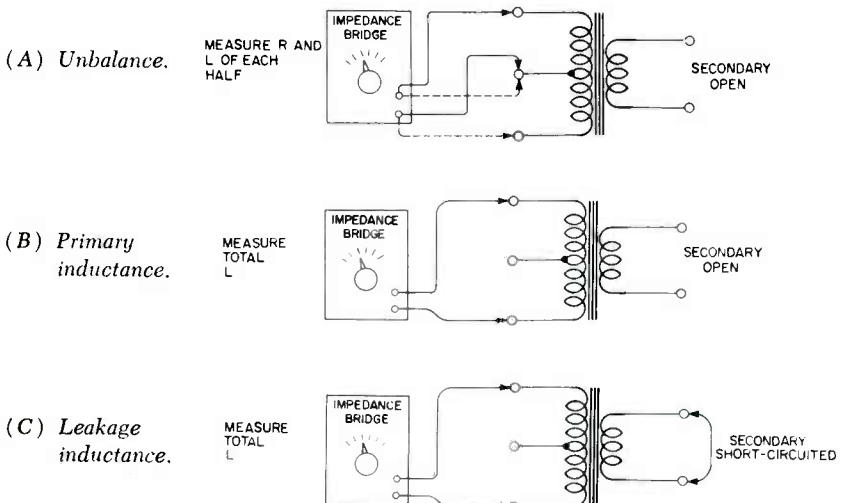 (A) Unbalance.
MEASURE R AND
L OF EACH
HALF
IMPEDANCE
BRIDGE
SECONDARY
OPEN
(B) Primary
inductance.
MEASURE
TOTAL
L
IMPEDANCE
BRIDGE
SECONDARY
OPEN
(C) Leakage
inductance.
MEASURE
TOTAL
L
IMPEDANCE
BRIDGE
SECONDARY
SHORT-CIRCUITED